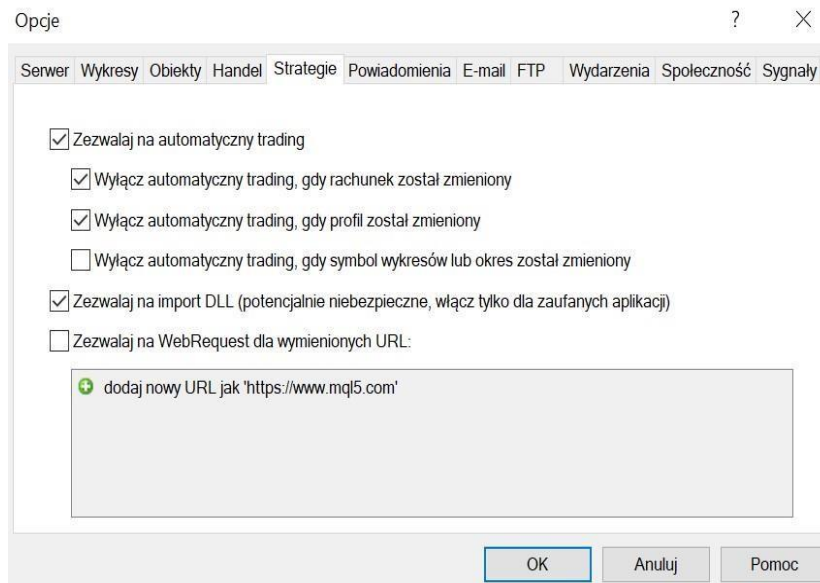 Opcje ?
Serwer Wykresy Obiekty Handel Strategie Powiadomienia E-mail FTP Wydarzenia Społeczność Sygnały
Zezwalaj na automatyczny trading
Wyłącz automatyczny trading, gdy rachunek został zmieniony
Wyłącz automatyczny trading, gdy profil został zmieniony
Wyłącz automatyczny trading, gdy symbol wykresów lub okres został zmieniony
Zezwalaj na import DLL (potencjalnie niebezpieczne, włącz tylko dla zaufanych aplikacji)
Zezwalaj na WebRequest dla wymienionych URL:
dodaj nowy URL jak 'https://www.mql5.com'
OK Anuluj Pomoc